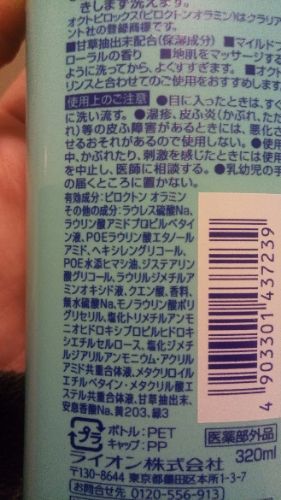 きします洗えます。
オクトピロックス(ピロクトンオラミン)はクラリア
ント社の登録商標です。
■甘草抽出末配合(保湿成分) ■マイルドフ
ローラルの香り ■地肌をマッサージする
ように洗ってから、よくすすぎます。■オクト
リンスと合わせてのご使用をおすすめします
使用上のご注意 ●目に入ったときは、すぐ
に洗い流す。●湿疹、皮ふ炎(かぶれ、ただ
れ)等の皮ふ障害があるときには、悪化さ
せるおそれがあるので使用しない。●使用
中、かぶれたり、刺激を感じたときには使用
を中止し、医師に相談する。●乳幼児の手
の届くところに置かない。
有効成分:ピロクトン オラミン
その他の成分:ラウレス硫酸Na、
ラウリン酸アミドプロピルベタイ
ン液、POEラウリン酸エタノール
アミド、ヘキシレングリコール、
POE水添ヒマシ油、ジステアリン
酸グリコール、ラウリルジメチルア
ミンオキシド液、クエン酸、香料、
無水硫酸Na、モノラウリン酸ポリ
グリセリル、塩化トリメチルアンモ
ニオヒドロキシプロピルヒドロキ
シエチルセルロース、塩化ジメチ
ルジアリルアンモニウム・アクリル
アミド共重合体液、メタクリロイル
エチルベタイン・メタクリル酸エ
ステル共重合体液、甘草抽出末、
安息香酸Na、黄203、緑3
4903301437239
医薬部外品
プラ
ボトル:PET
キャップ:PP
320ml
ライオン株式会社
〒130-8644 東京都墨田区本所1-3-7
お問合せ先 0120-556-913